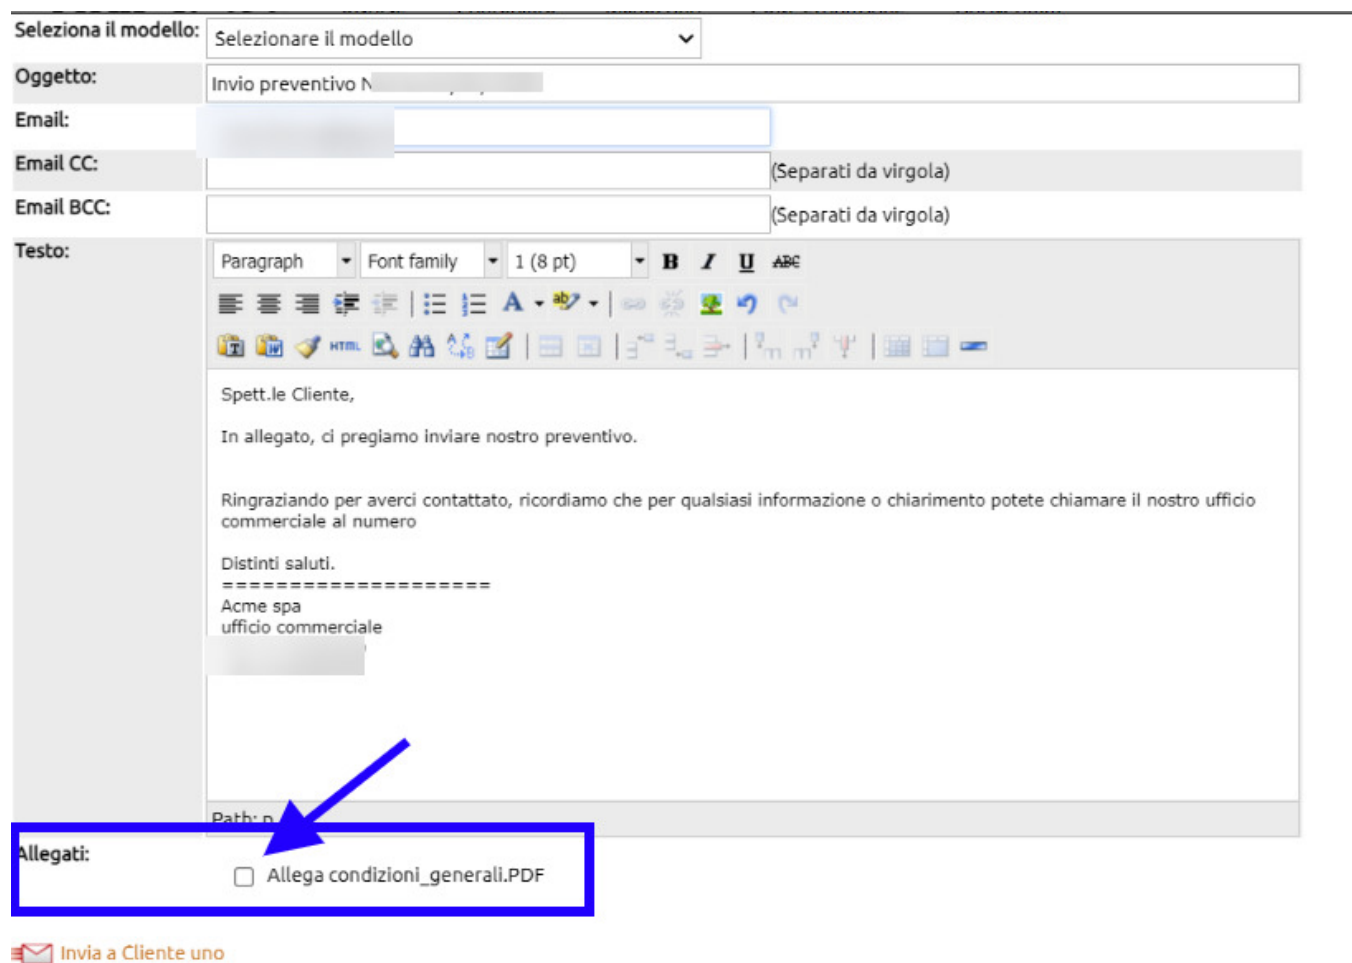 Seleziona il modello: Selezionare il modello
Oggetto: Invio preventivo N
Email:
Email CC: (Separati da virgola)
Email BCC: (Separati da virgola)
Testo: Paragraph Font family 1 (8 pt) B I U ABC
A ab
T W HTML
Spett.le Cliente,
In allegato, ci pregiamo inviare nostro preventivo.
Ringraziando per averci contattato, ricordiamo che per qualsiasi informazione o chiarimento potete chiamare il nostro ufficio
commerciale al numero
Distinti saluti.
=====================
Acme spa
ufficio commerciale
Path: p
Allegati:
Allega condizioni_generali.PDF
Invia a Cliente uno